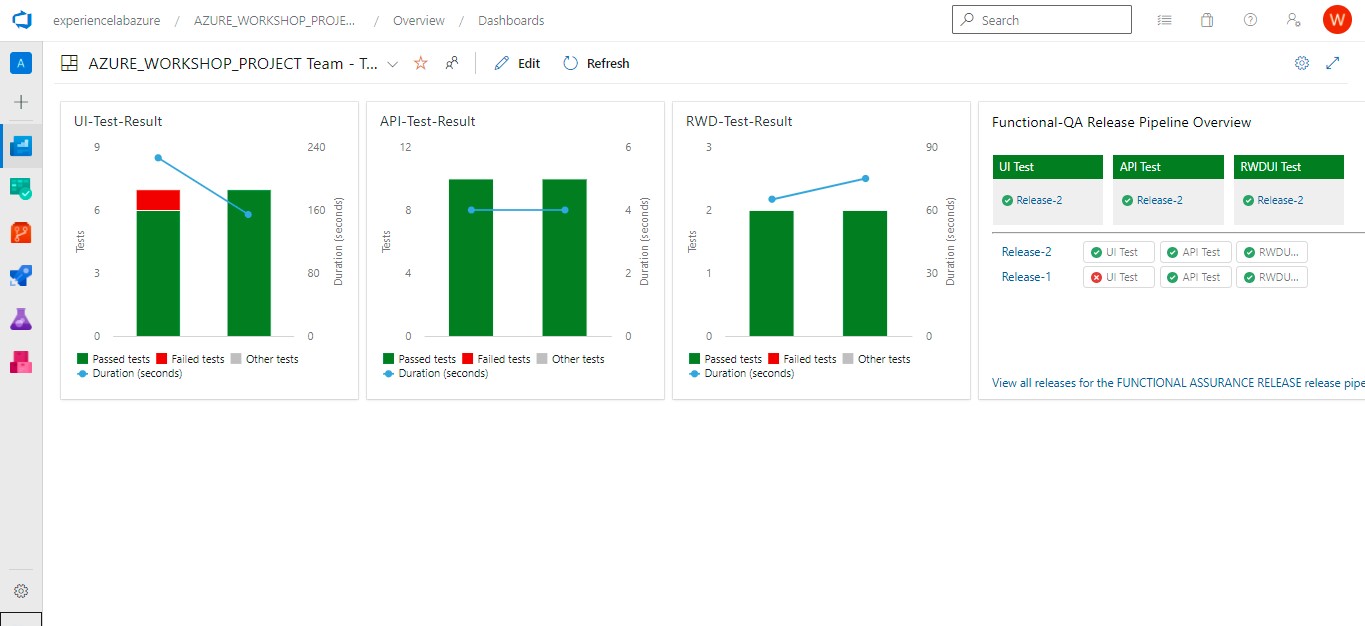 experiencelabazure / AZURE_WORKSHOP_PROJE... / Overview / Dashboards
Search
W
A
AZURE_WORKSHOP_PROJECT Team - T...
Edit
Refresh
UI-Test-Result
9
6
3
0
Tests
240
160
80
0
Duration (seconds)
Passed tests
Failed tests
Other tests
Duration (seconds)
API-Test-Result
12
8
4
0
Tests
6
4
2
0
Duration (seconds)
Passed tests
Failed tests
Other tests
Duration (seconds)
RWD-Test-Result
3
2
1
0
Tests
90
60
30
0
Duration (seconds)
Passed tests
Failed tests
Other tests
Duration (seconds)
Functional-QA Release Pipeline Overview
UI Test
API Test
RWDUI Test
Release-2
Release-2
Release-2
Release-2 UI Test API Test RWDU...
Release-1 UI Test API Test RWDU...
View all releases for the FUNCTIONAL ASSURANCE RELEASE release pipe